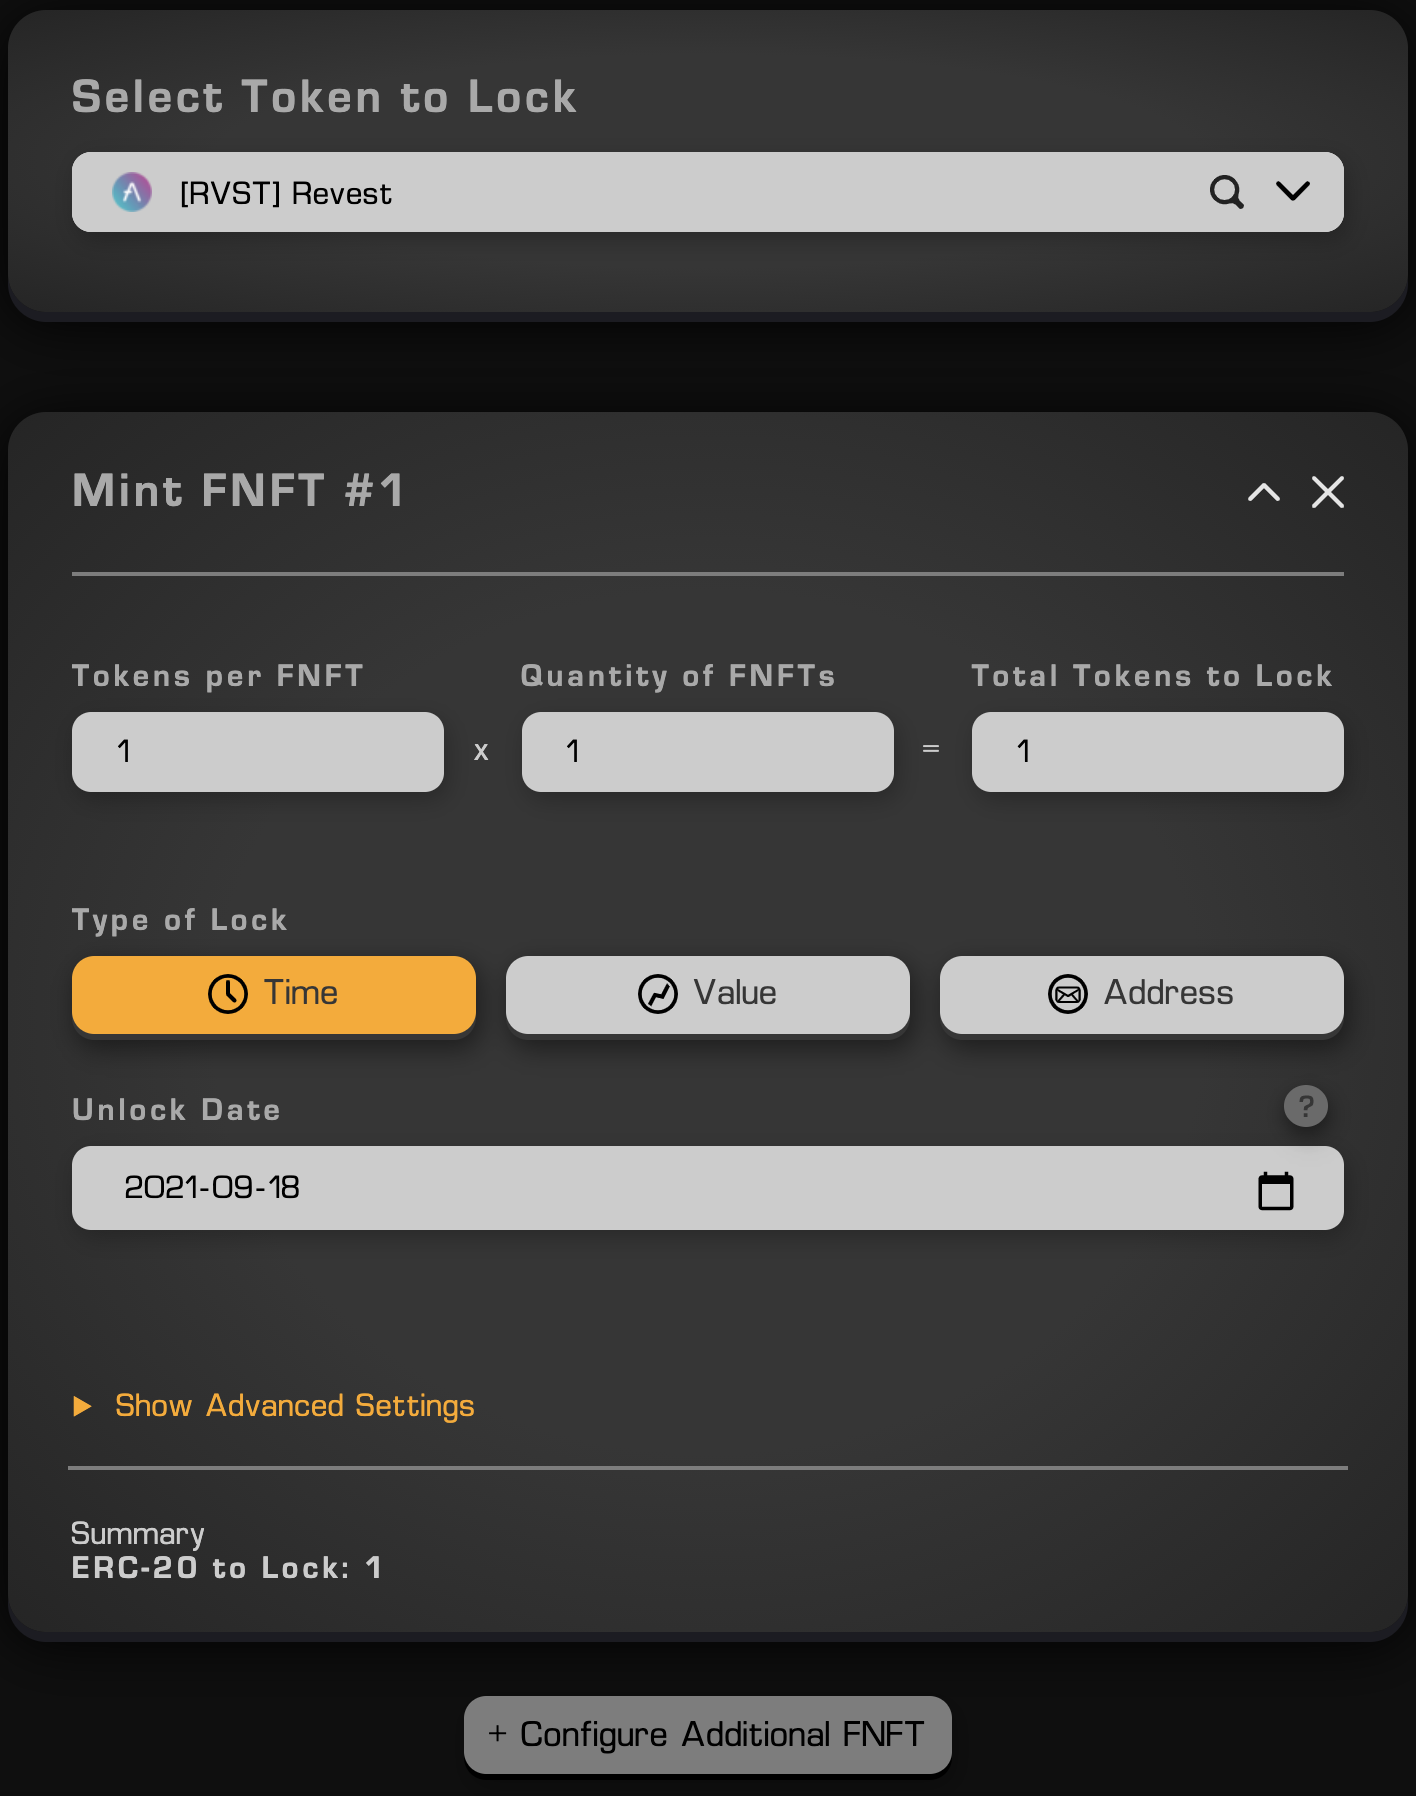 Select Token to Lock
[RVST] Revest
Mint FNFT #1
Tokens per FNFT Quantity of FNFTs Total Tokens to Lock
1 x 1 = 1
Type of Lock
Time Value Address
Unlock Date ?
2021-09-18
Show Advanced Settings
Summary
ERC-20 to Lock: 1
+ Configure Additional FNFT